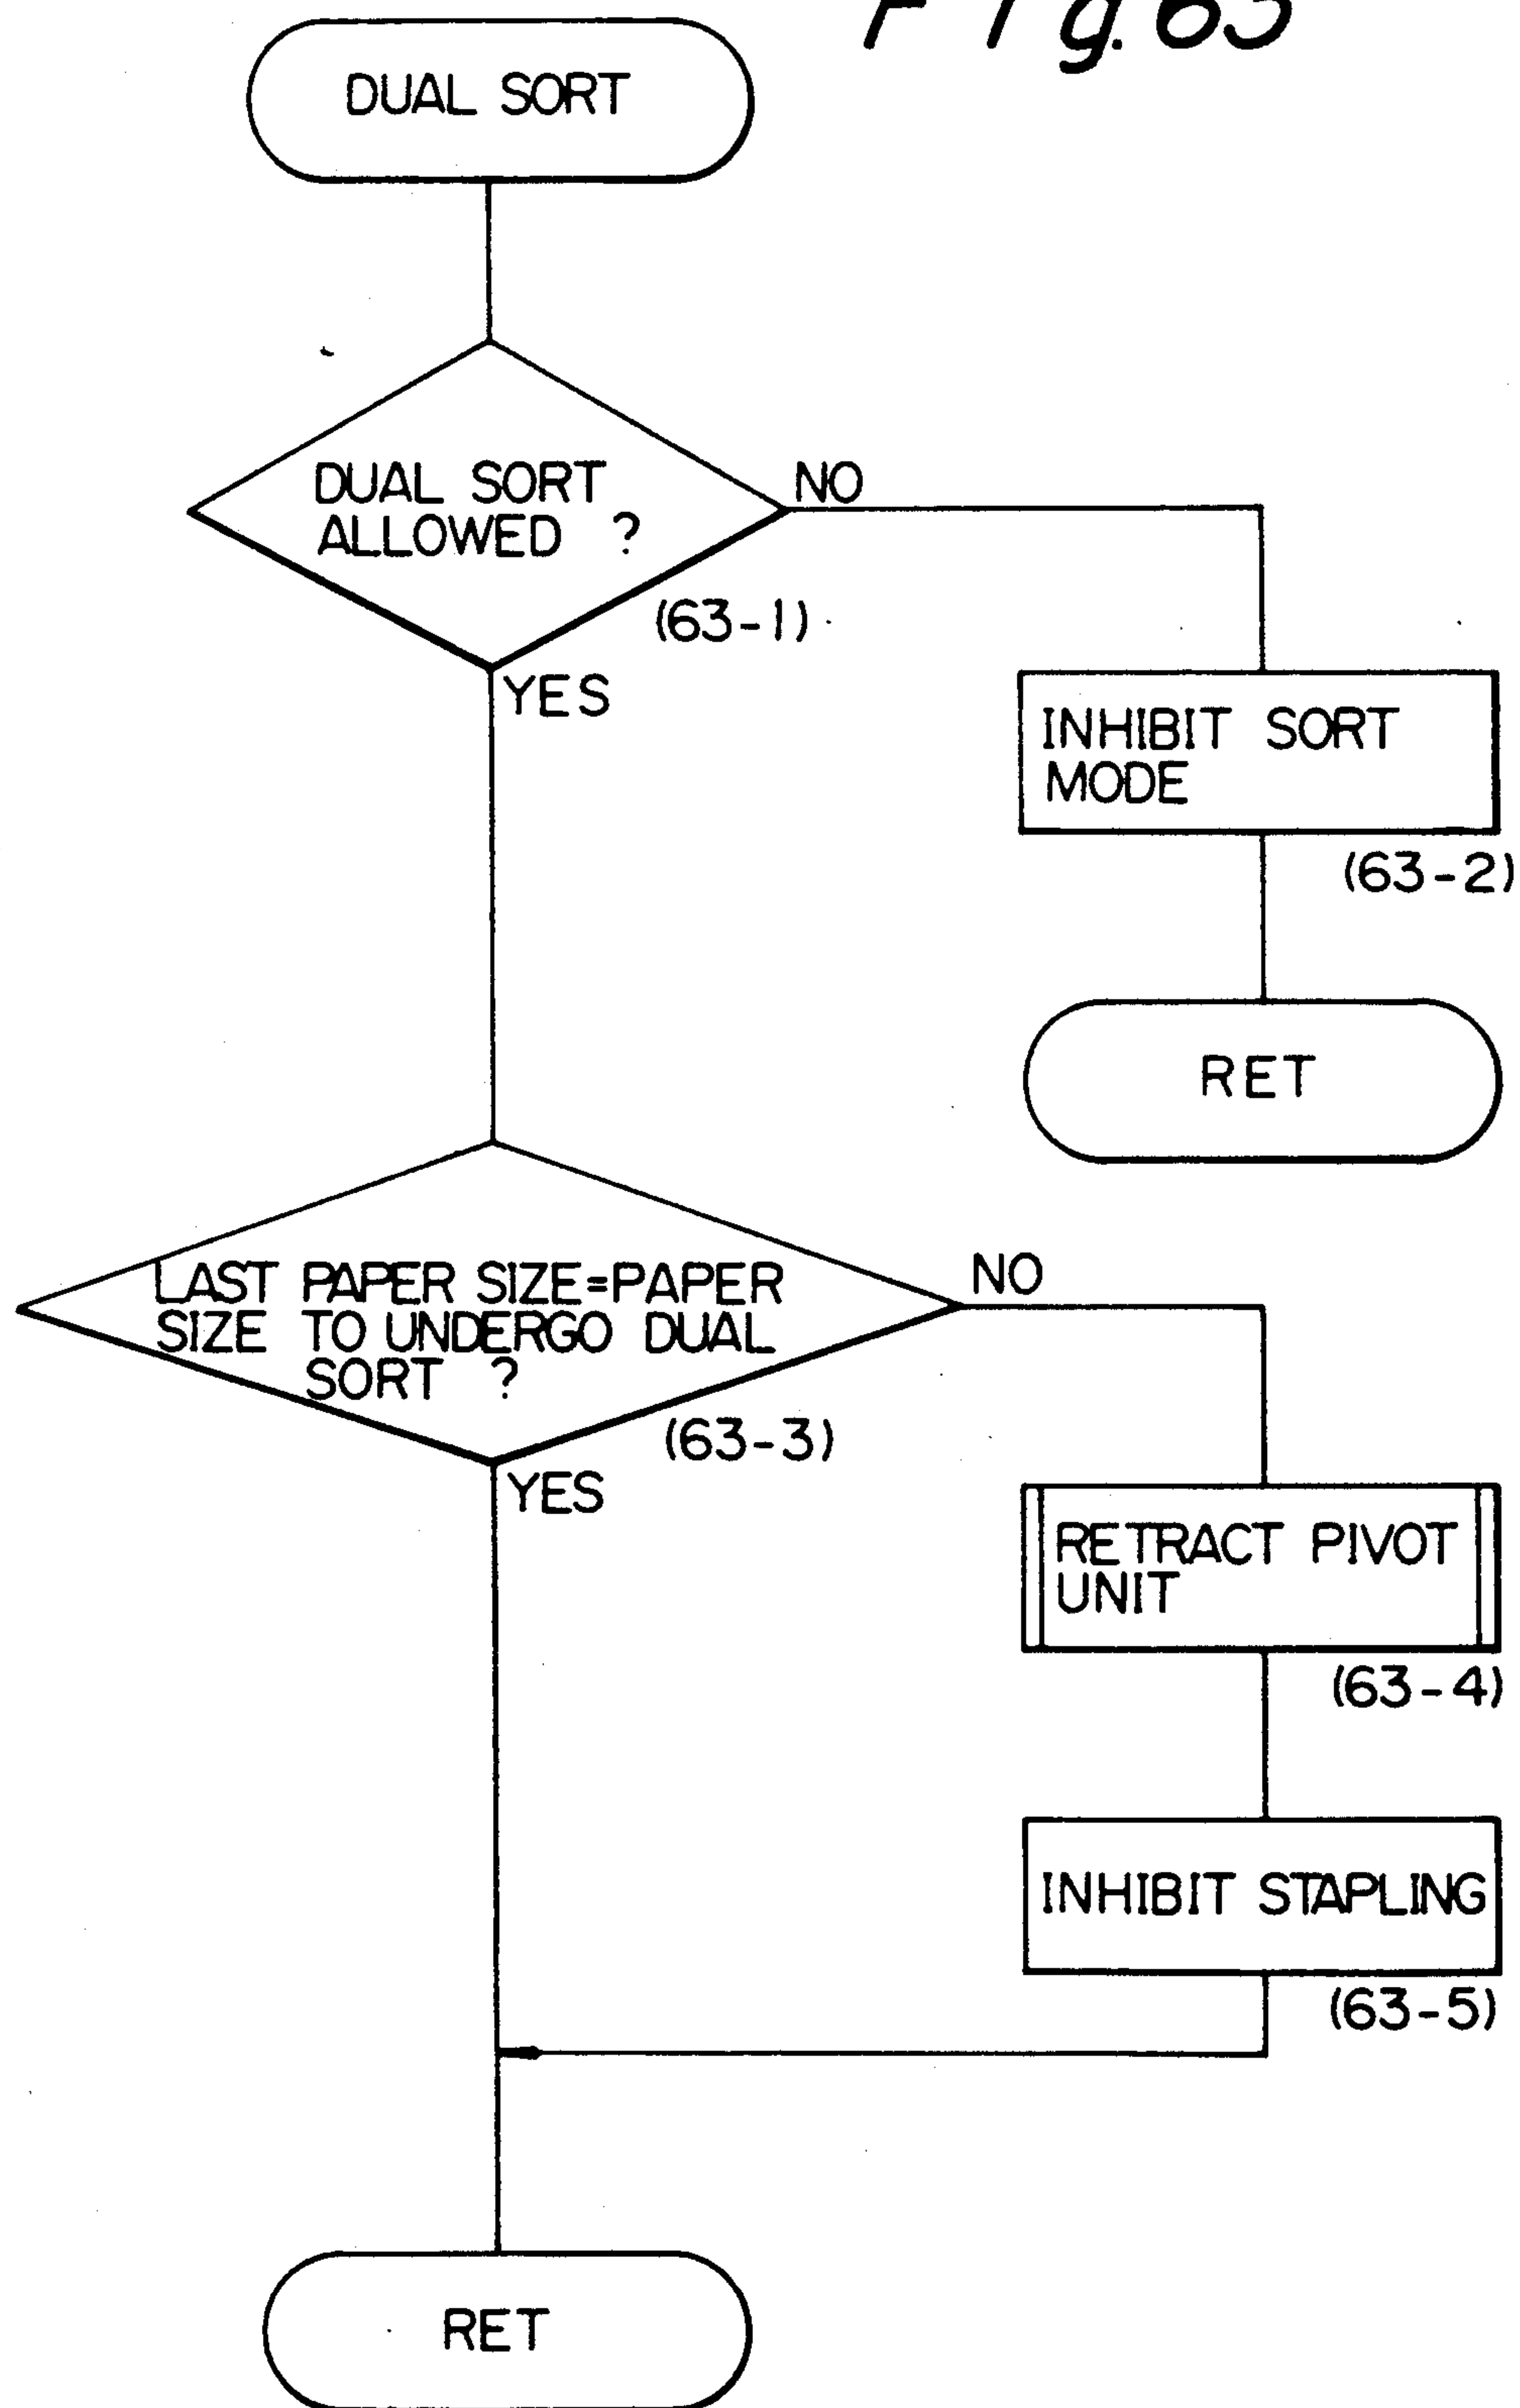 Fig. 63
DUAL SORT
DUAL SORT
ALLOWED ?
NO
(63-1)
YES
INHIBIT SORT
MODE
(63-2)
RET
LAST PAPER SIZE=PAPER
SIZE TO UNDERGO DUAL
SORT ?
NO
(63-3)
YES
RETRACT PIVOT
UNIT
(63-4)
INHIBIT STAPLING
(63-5)
RET